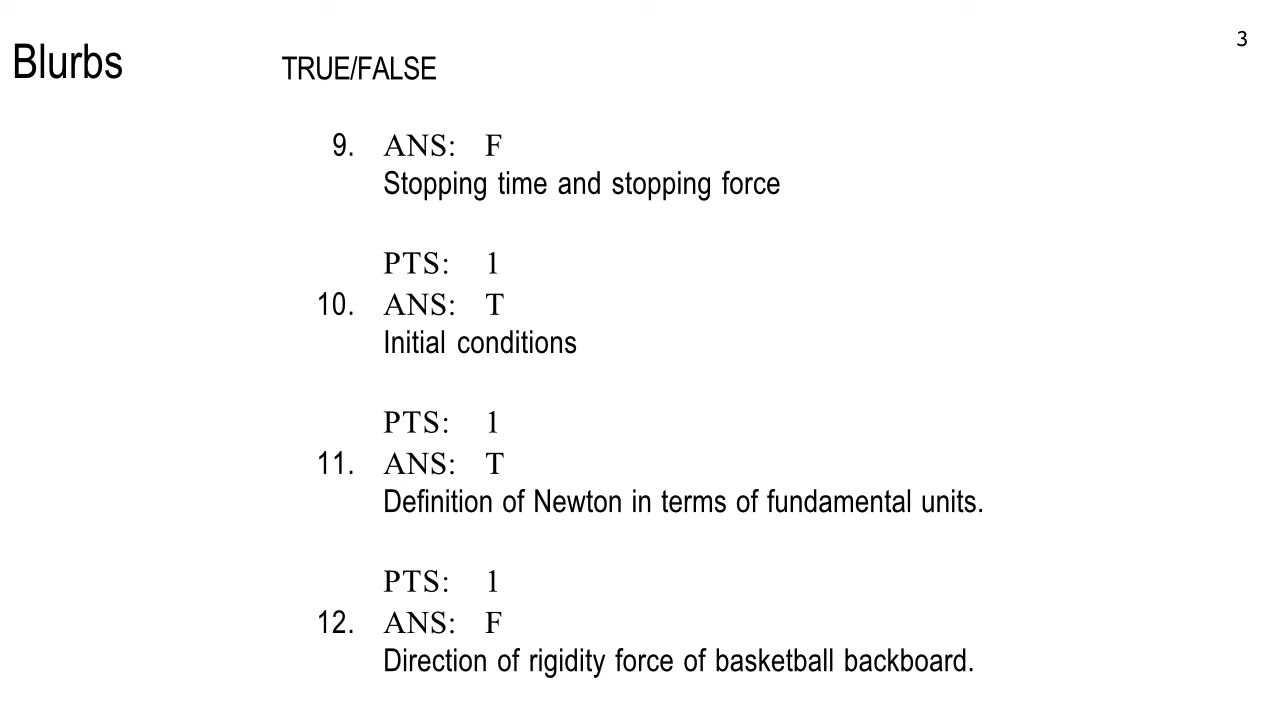 3
Blurbs TRUE/FALSE
9. ANS: F
Stopping time and stopping force
PTS: 1
10. ANS: T
Initial conditions
PTS: 1
11. ANS: T
Definition of Newton in terms of fundamental units.
PTS: 1
12. ANS: F
Direction of rigidity force of basketball backboard.